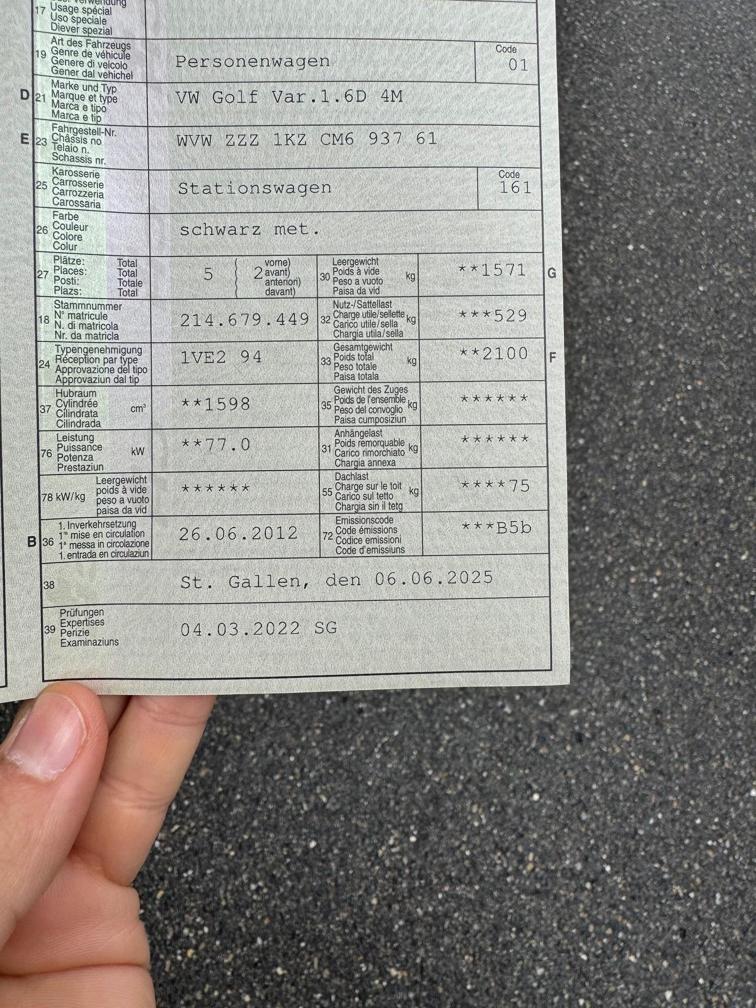 17 Usage spécial
Uso speciale
Diever spezial
19 Art des Fahrzeugs
Genre de véhicule
Genere di veicolo
Gener dal vehichel
Personenwagen
Code
01
D 21 Marke und Typ
Marque et type
Marca e tipo
Marca e tip
VW Golf Var.1.6D 4M
E 23 Fahrgestell-Nr.
Châssis no
Telaio n.
Schassis nr.
WVW ZZZ 1KZ CM6 937 61
25 Karosserie
Carrosserie
Carrozzeria
Carossaria
Stationswagen
Code
161
26 Farbe
Couleur
Colore
Colur
schwarz met.
27 Plätze: Total
Places: Total
Posti: Totale
Plazs: Total
5 { 2 vorne)
avant)
anteriori)
davant)
30 Leergewicht
Poids à vide kg
Peso a vuoto
Paisa da vid
**1571 G
18 Stammnummer
N° matricule
N. di matricola
Nr. da matricla
214.679.449
32 Nutz-/Sattellast
Charge utile/sellette kg
Carico utile/sella
Chargia utila/sella
***529
24 Typengenehmigung
Réception par type
Approvazione del tipo
Approvaziun dal tip
1VE2 94
33 Gesamtgewicht
Poids total kg
Peso totale
Paisa totala
**2100 F
37 Hubraum
Cylindrée cm³
Cilindrata
Cilindrada
**1598
35 Gewicht des Zuges
Poids de l'ensemble kg
Peso del convoglio
Paisa cumposiziun
******
76 Leistung
Puissance kW
Potenza
Prestaziun
**77.0
31 Anhängelast
Poids remorquable kg
Carico rimorchiato
Chargia annexa
******
78 kW/kg Leergewicht
poids à vide
peso a vuoto
paisa da vid
******
55 Dachlast
Charge sur le toit kg
Carico sul tetto
Chargia sin il tetg
****75
B 36 1. Inverkehrsetzung
1re mise en circulation
1a messa in circolazione
1. entrada en circulaziun
26.06.2012
72 Emissionscode
Code émissions
Codice emissioni
Code d'emissiuns
***B5b
38 St. Gallen, den 06.06.2025
39 Prüfungen
Expertises
Perizie
Examinaziuns
04.03.2022 SG